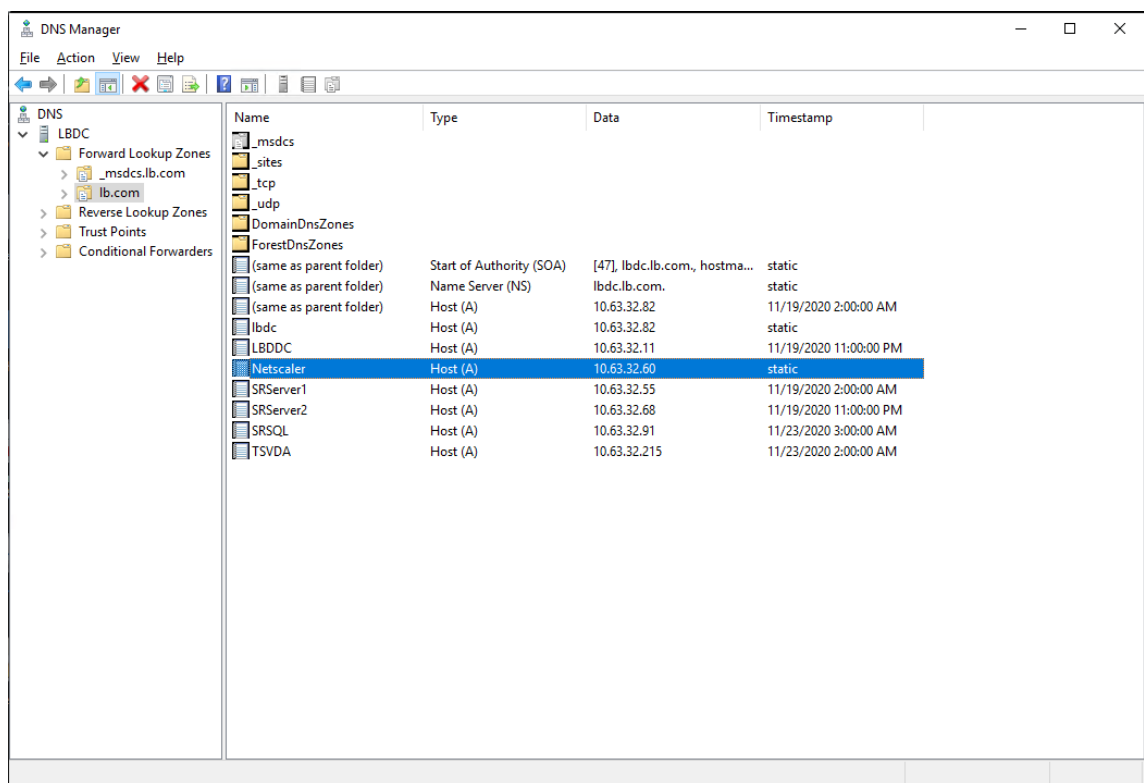 DNS Manager
File Action View Help
DNS
LBDC
Forward Lookup Zones
_msdcs.lb.com
lb.com
Reverse Lookup Zones
Trust Points
Conditional Forwarders
Name Type Data Timestamp
_msdcs
_sites
_tcp
_udp
DomainDnsZones
ForestDnsZones
(same as parent folder) Start of Authority (SOA) [47], lbdc.lb.com., hostma... static
(same as parent folder) Name Server (NS) lbdc.lb.com. static
(same as parent folder) Host (A) 10.63.32.82 11/19/2020 2:00:00 AM
lbdc Host (A) 10.63.32.82 static
LBDDC Host (A) 10.63.32.11 11/19/2020 11:00:00 PM
Netscaler Host (A) 10.63.32.60 static
SRServer1 Host (A) 10.63.32.55 11/19/2020 2:00:00 AM
SRServer2 Host (A) 10.63.32.68 11/19/2020 11:00:00 PM
SRSQL Host (A) 10.63.32.91 11/23/2020 3:00:00 AM
TSVDA Host (A) 10.63.32.215 11/23/2020 2:00:00 AM